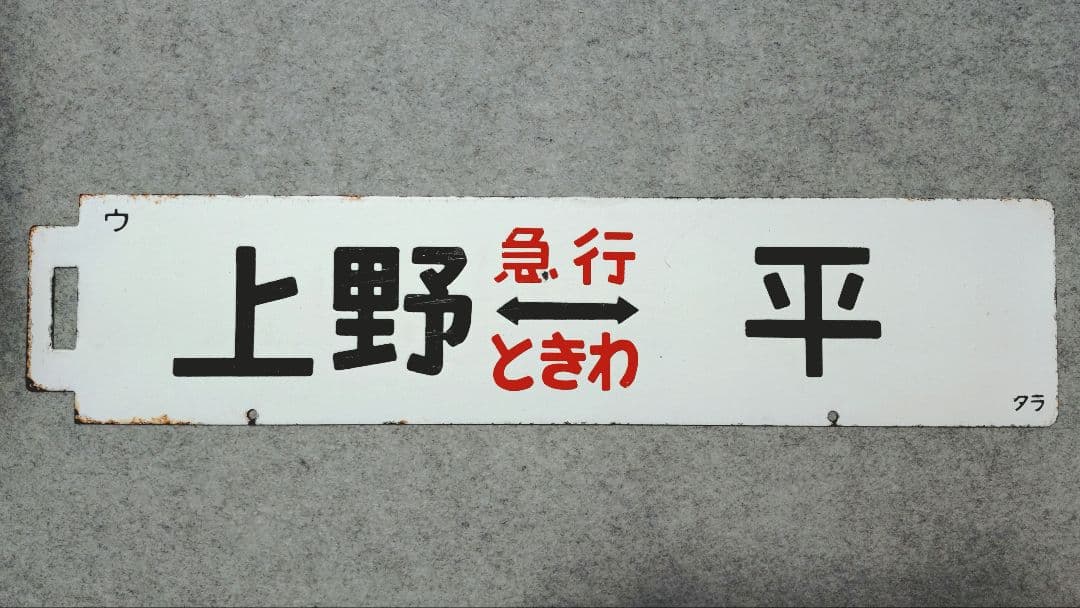 ウ
上野 急行 平
↔
ときわ
タラ